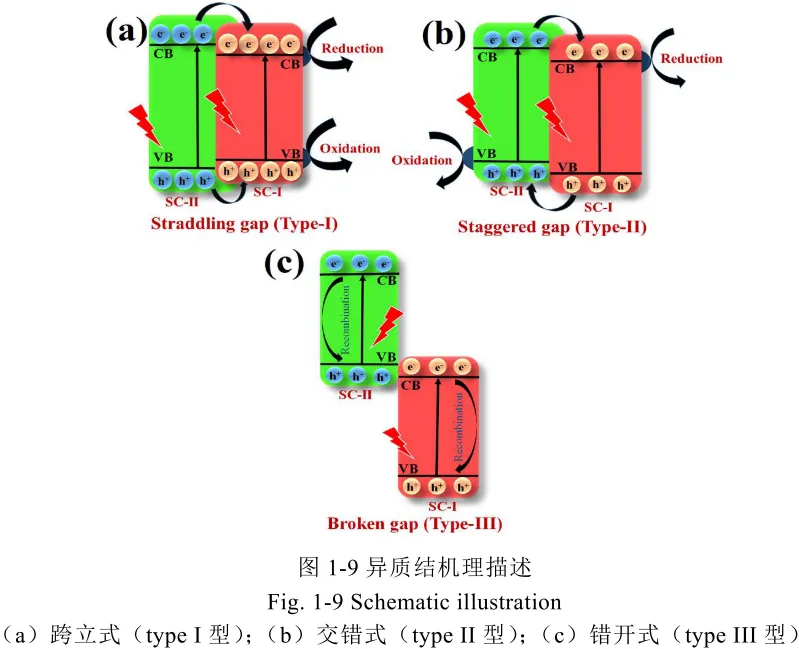 (a)
e- e- e-
e- e- e- e-
Reduction
CB
CB
VB
VB
Oxidation
h+ h+ h+
h+ h+ h+ h+
SC-II
SC-I
Straddling gap (Type-I)
(b)
e- e- e-
e- e- e-
CB
CB
Reduction
VB
VB
Oxidation
h+ h+ h+
h+ h+ h+
SC-II
SC-I
Staggered gap (Type-II)
(c)
e- e- e-
CB
Recombination
VB
h+ h+ h+
SC-II
e- e- e-
CB
Recombination
VB
h+ h+ h+
SC-I
Broken gap (Type-III)
图 1-9 异质结机理描述
Fig. 1-9 Schematic illustration
（a）跨立式（type I 型）；（b）交错式（type II 型）；（c）错开式（type III 型）